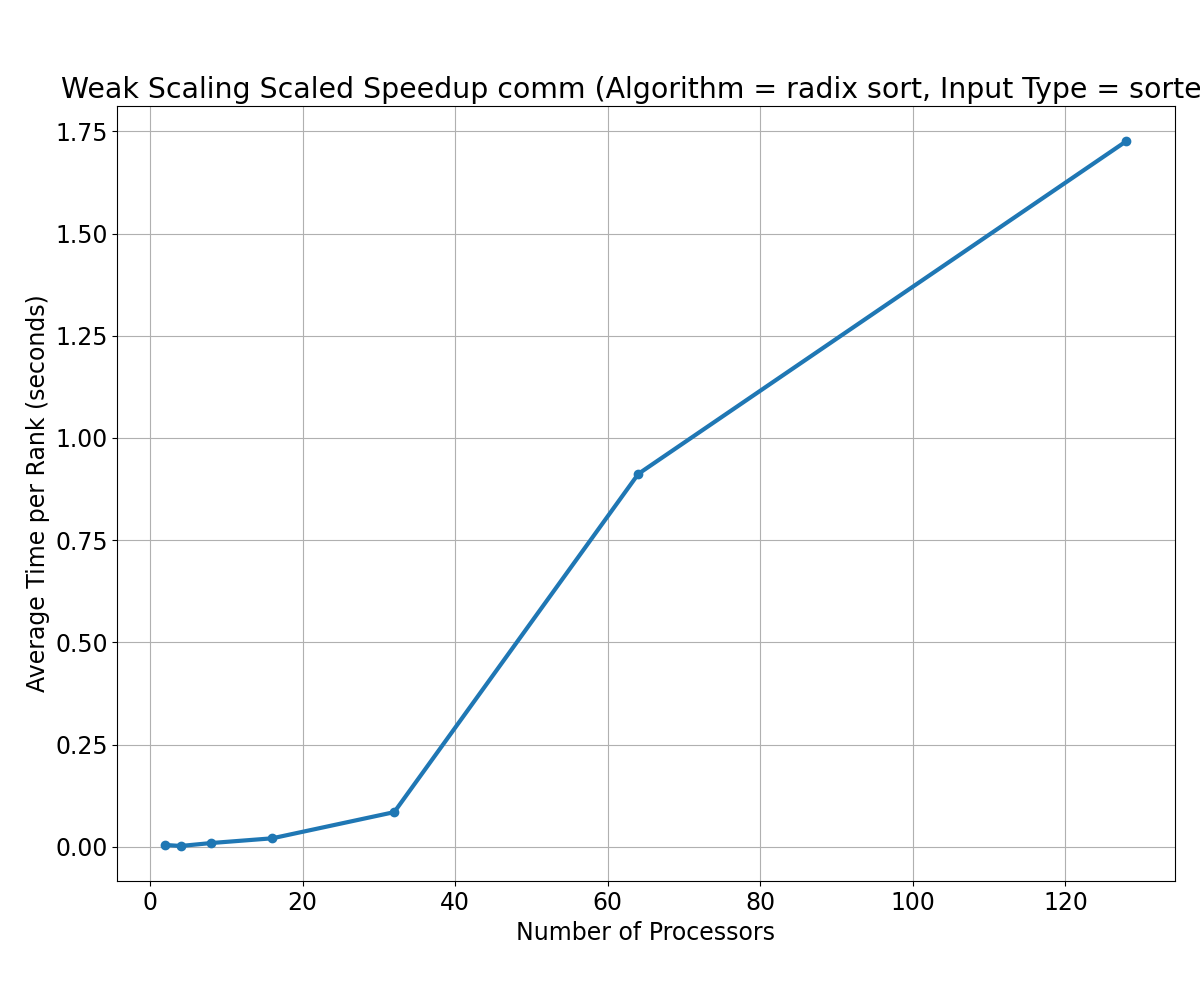 Weak Scaling Scaled Speedup comm (Algorithm = radix sort, Input Type = sorte
1.75
1.50
1.25
1.00
0.75
0.50
0.25
0.00
Average Time per Rank (seconds)
0 20 40 60 80 100 120
Number of Processors